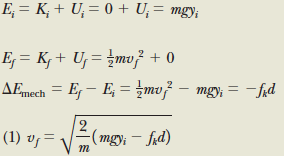 E_i = K_i + U_i = 0 + U_i = mgy_i
E_f = K_f + U_f = ½mv_f² + 0
ΔE_mech = E_f − E_i = ½mv_f² − mgy_i = −f_k d
(1) v_f = √(2/m (mgy_i − f_k d))